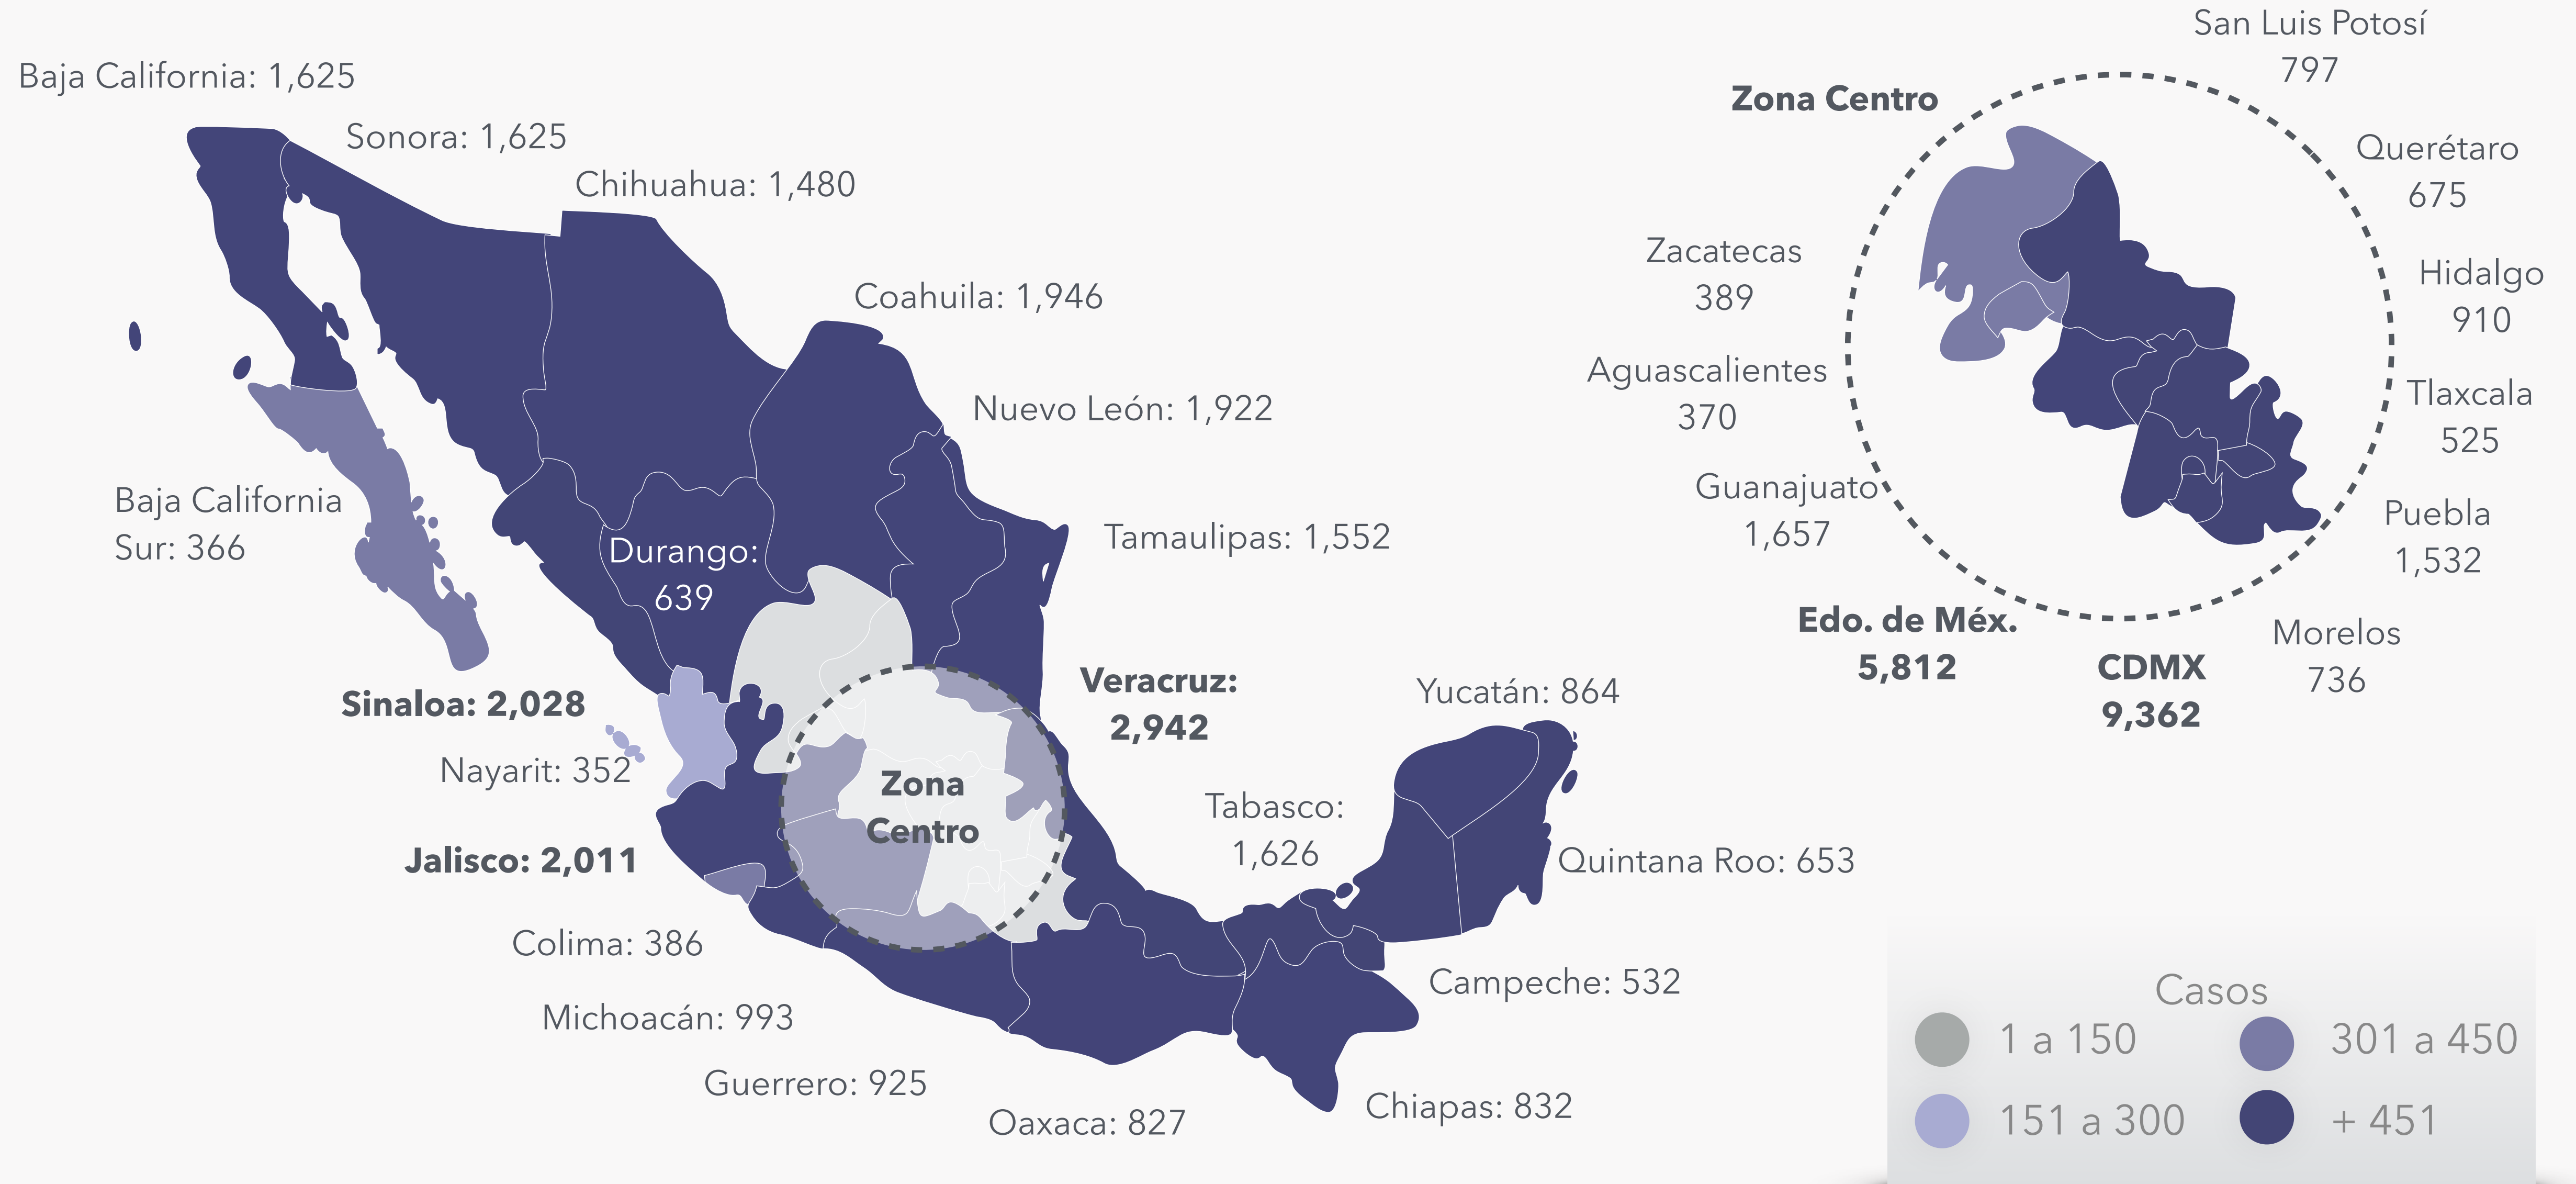 Baja California: 1,625
Sonora: 1,625
Chihuahua: 1,480
Coahuila: 1,946
Nuevo León: 1,922
Tamaulipas: 1,552
Baja California
Sur: 366
Durango:
639
Sinaloa: 2,028
Nayarit: 352
Jalisco: 2,011
Colima: 386
Michoacán: 993
Guerrero: 925
Oaxaca: 827
Zona
Centro
Veracruz:
2,942
Tabasco:
1,626
Yucatán: 864
Quintana Roo: 653
Campeche: 532
Chiapas: 832
Zona Centro
San Luis Potosí
797
Querétaro
675
Hidalgo
910
Tlaxcala
525
Puebla
1,532
Morelos
736
CDMX
9,362
Edo. de Méx.
5,812
Guanajuato
1,657
Aguascalientes
370
Zacatecas
389
Casos
1 a 150
301 a 450
151 a 300
+ 451